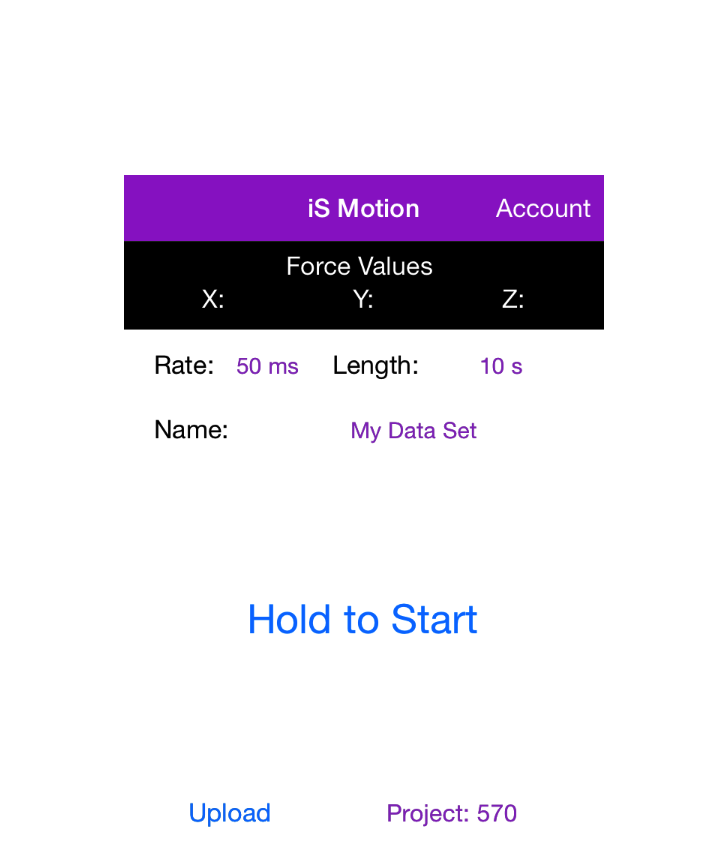 iS Motion Account
Force Values
X: Y: Z:
Rate: 50 ms Length: 10 s
Name: My Data Set
Hold to Start
Upload Project: 570